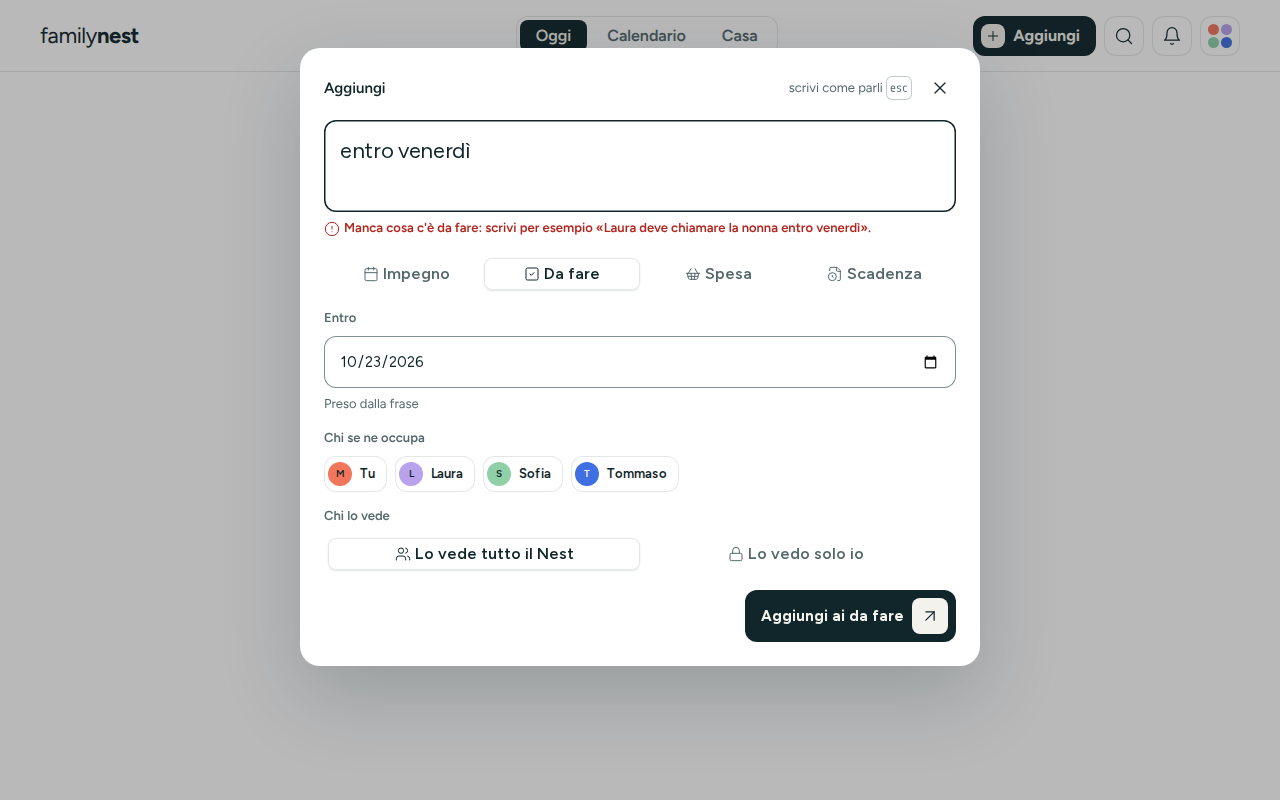 familynest
Oggi Calendario Casa
Aggiungi
Aggiungi
scrivi come parli esc
entro venerdì
Manca cosa c'è da fare: scrivi per esempio «Laura deve chiamare la nonna entro venerdì».
Impegno Da fare Spesa Scadenza
Entro
10/23/2026
Preso dalla frase
Chi se ne occupa
M Tu L Laura S Sofia T Tommaso
Chi lo vede
Lo vede tutto il Nest Lo vedo solo io
Aggiungi ai da fare